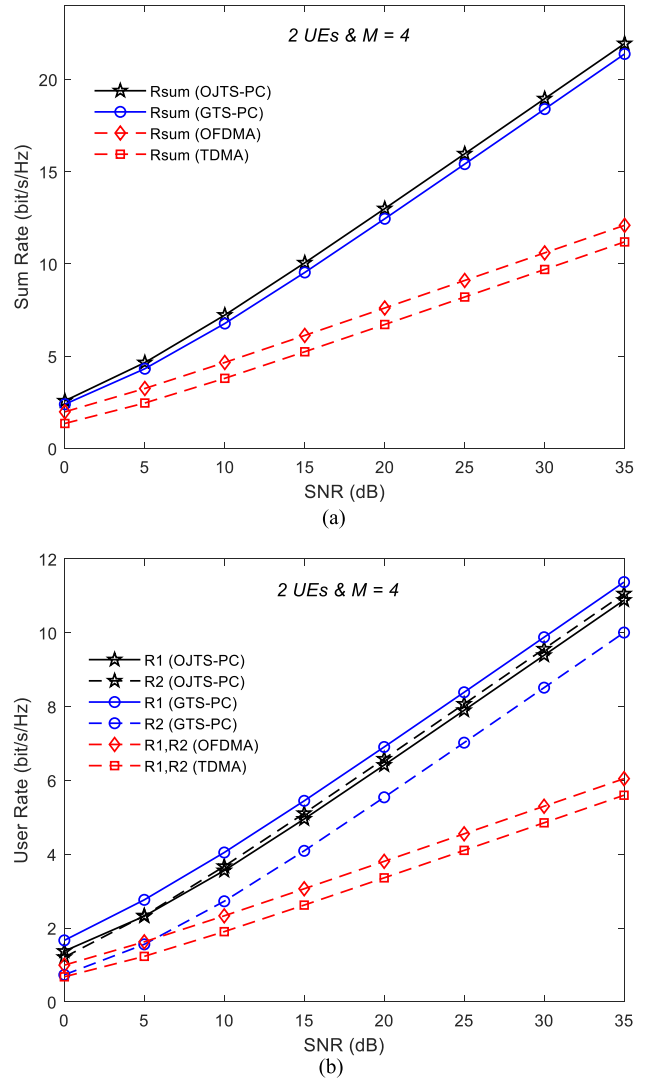 2 UEs & M = 4
Rsum (OJTS-PC)
Rsum (GTS-PC)
Rsum (OFDMA)
Rsum (TDMA)
Sum Rate (bit/s/Hz)
20
15
10
5
0
0 5 10 15 20 25 30 35
SNR (dB)
(a)
2 UEs & M = 4
R1 (OJTS-PC)
R2 (OJTS-PC)
R1 (GTS-PC)
R2 (GTS-PC)
R1,R2 (OFDMA)
R1,R2 (TDMA)
User Rate (bit/s/Hz)
12
10
8
6
4
2
0
0 5 10 15 20 25 30 35
SNR (dB)
(b)